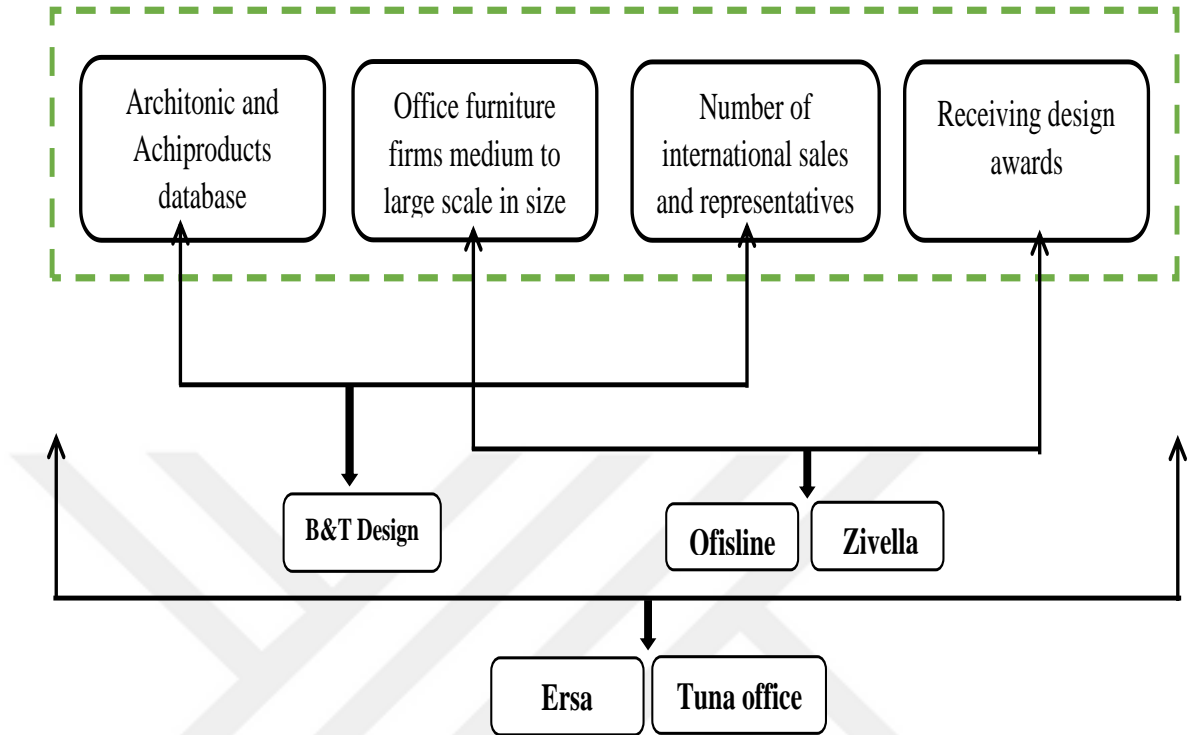 Architonic and
Achiproducts
database
Office furniture
firms medium to
large scale in size
Number of
international sales
and representatives
Receiving design
awards
B&T Design
Ofisline
Zivella
Ersa
Tuna office